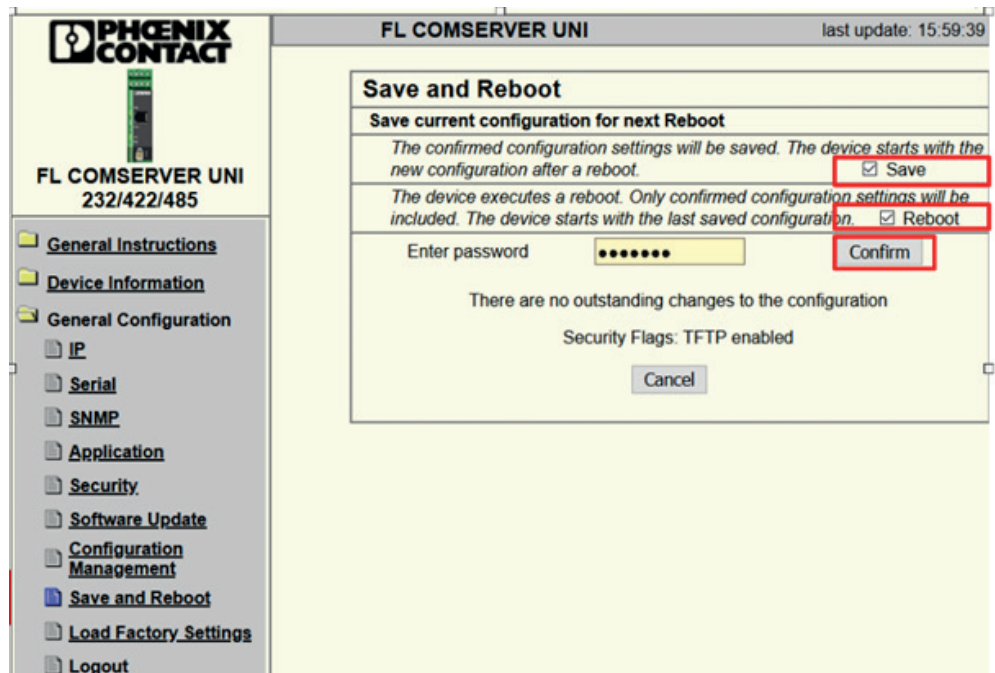 PHŒNIX
CONTACT
FL COMSERVER UNI
232/422/485
General Instructions
Device Information
General Configuration
IP
Serial
SNMP
Application
Security
Software Update
Configuration
Management
Save and Reboot
Load Factory Settings
Logout
FL COMSERVER UNI last update: 15:59:39
Save and Reboot
Save current configuration for next Reboot
The confirmed configuration settings will be saved. The device starts with the
new configuration after a reboot. Save
The device executes a reboot. Only confirmed configuration settings will be
included. The device starts with the last saved configuration. Reboot
Enter password ●●●●●●● Confirm
There are no outstanding changes to the configuration
Security Flags: TFTP enabled
Cancel